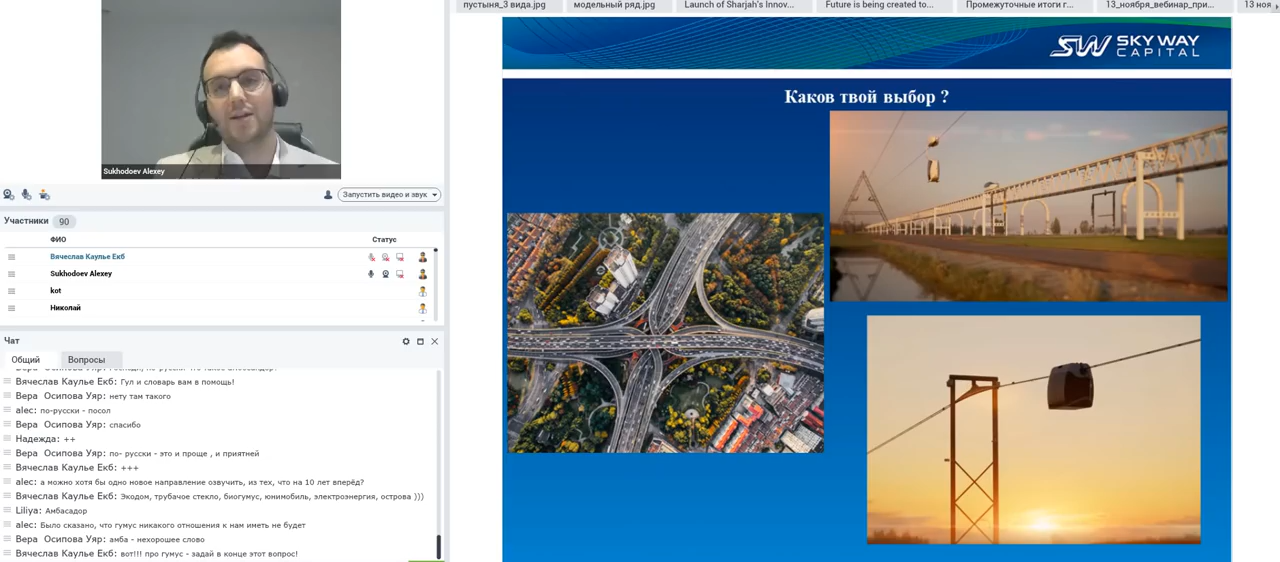 пустыня_3 вида.jpg
модельный ряд.jpg
Launch of Sharjah's Innov...
Future is being created to...
Промежуточные итоги г...
13_ноября_вебинар_при...
13 ноя
SW SKY WAY
CAPITAL
Каков твой выбор ?
Sukhodoev Alexey
Запустить видео и звук
Участники 90
ФИО Статус
Вячеслав Каулье Екб
Sukhodoev Alexey
kot
Николай
Чат
Общий Вопросы
Вера Осипова Уяр:
Вячеслав Каулье Екб: Гугл и словарь вам в помощь!
Вера Осипова Уяр: нету там такого
alec: по-русски - посол
Вера Осипова Уяр: спасибо
Надежда: ++
Вера Осипова Уяр: по- русски - это и проще , и приятней
Вячеслав Каулье Екб: +++
alec: а можно хотя бы одно новое направление озвучить, из тех, что на 10 лет вперёд?
Вячеслав Каулье Екб: Экодом, трубачое стекло, биогумус, юнимобиль, электроэнергия, острова )))
Liliya: Амбасадор
alec: Было сказано, что гумус никакого отношения к нам иметь не будет
Вера Осипова Уяр: амба - нехорошее слово
Вячеслав Каулье Екб: вот!!! про гумус - задай в конце этот вопрос!